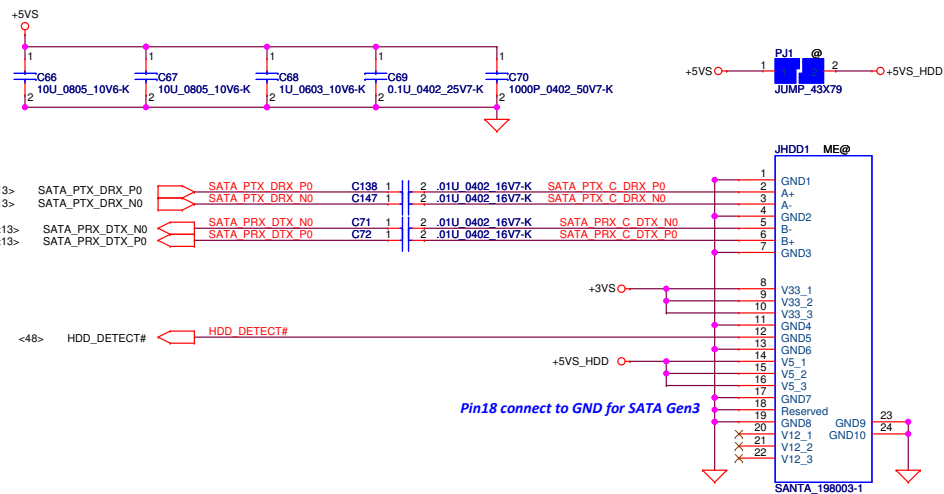 +5VS
1 1 1 1 1
C66 C67 C68 C69 C70
10U_0805_10V6-K 10U_0805_10V6-K 1U_0603_10V6-K 0.1U_0402_25V7-K 1000P_0402_50V7-K
2 2 2 2 2
PJ1 @
+5VS 1 2 +5VS_HDD
JUMP_43X79
JHDD1 ME@
1 GND1
3> SATA_PTX_DRX_P0 SATA_PTX_DRX_P0 C138 1 2 .01U_0402_16V7-K SATA_PTX_C_DRX_P0 2 A+
3> SATA_PTX_DRX_N0 SATA_PTX_DRX_N0 C147 1 2 .01U_0402_16V7-K SATA_PTX_C_DRX_N0 3 A-
4 GND2
13> SATA_PRX_DTX_N0 SATA_PRX_DTX_N0 C71 1 2 .01U_0402_16V7-K SATA_PRX_C_DTX_N0 5 B-
13> SATA_PRX_DTX_P0 SATA_PRX_DTX_P0 C72 1 2 .01U_0402_16V7-K SATA_PRX_C_DTX_P0 6 B+
7 GND3
+3VS 8 V33_1
9 V33_2
10 V33_3
11 GND4
<48> HDD_DETECT# HDD_DETECT# 12 GND5
13 GND6
+5VS_HDD 14 V5_1
15 V5_2
16 V5_3
17 GND7
Pin18 connect to GND for SATA Gen3 18 Reserved
19 GND8 GND9 23
20 V12_1 GND10 24
21 V12_2
22 V12_3
SANTA_198003-1